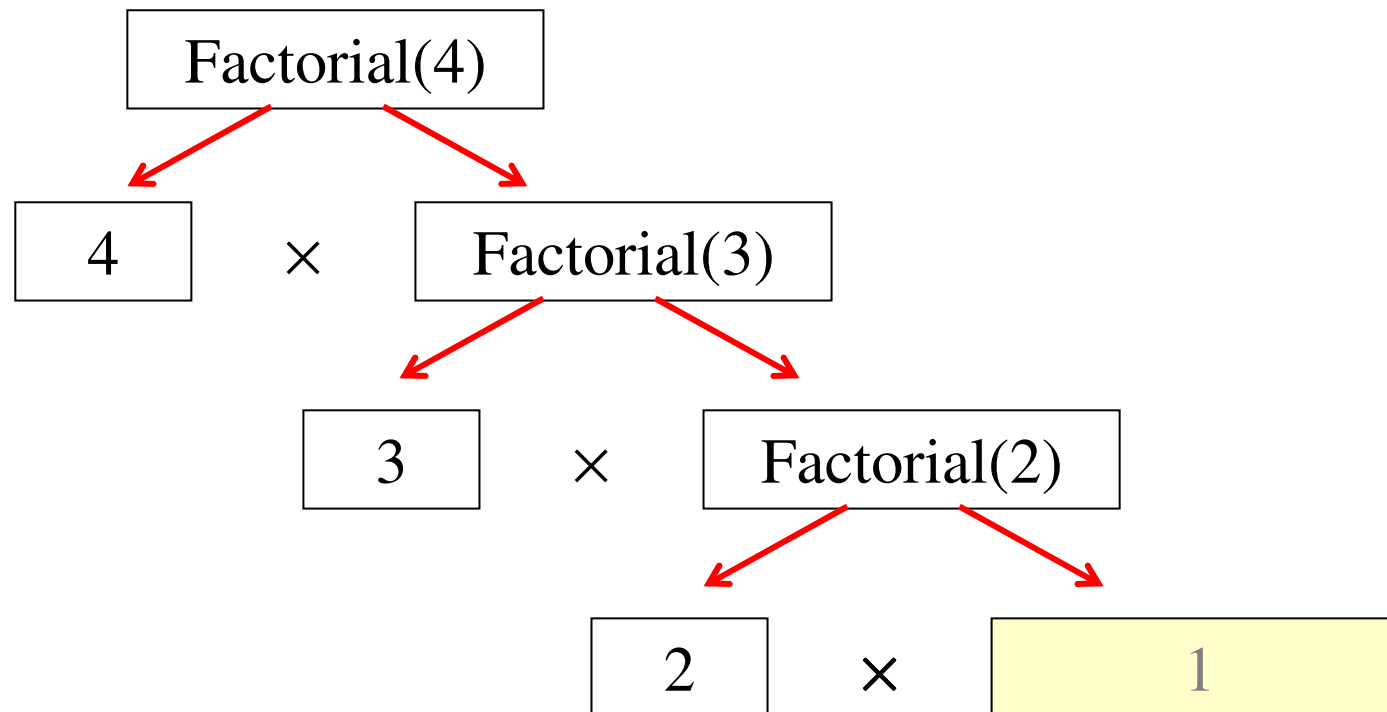 Factorial(4)
4 × Factorial(3)
3 × Factorial(2)
2 × 1